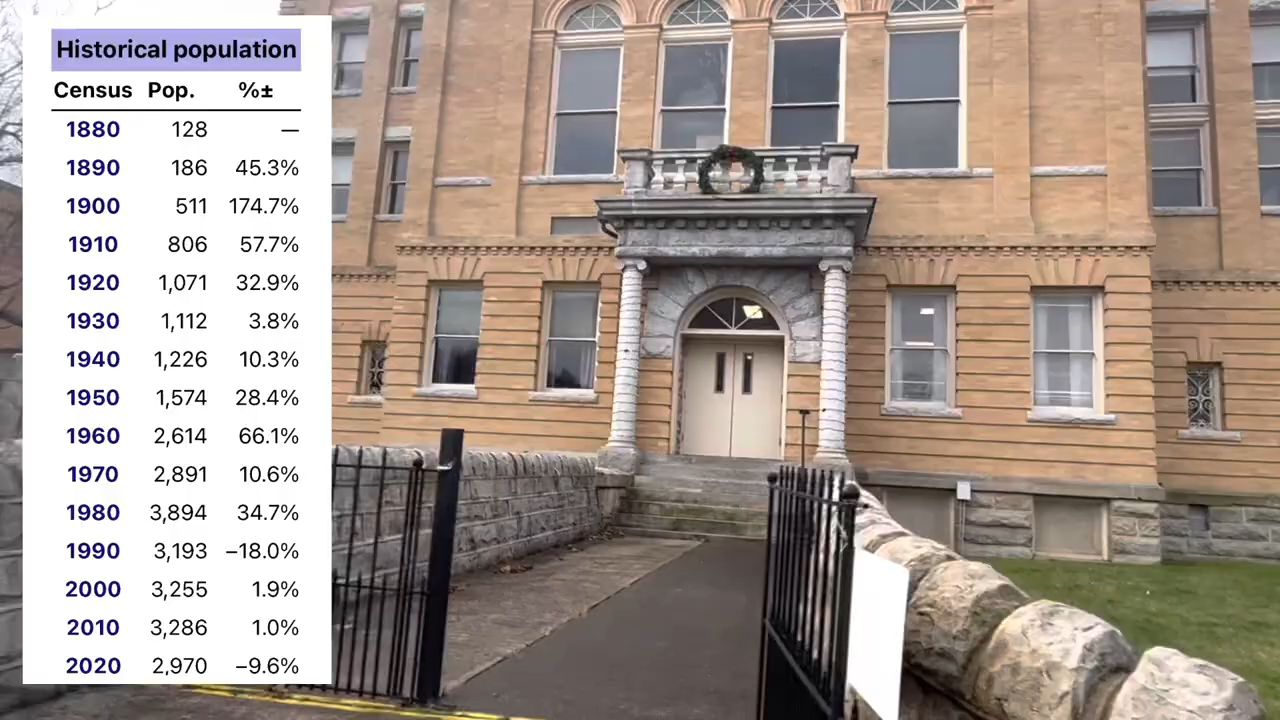 Historical population
Census Pop. %±
1880 128 —
1890 186 45.3%
1900 511 174.7%
1910 806 57.7%
1920 1,071 32.9%
1930 1,112 3.8%
1940 1,226 10.3%
1950 1,574 28.4%
1960 2,614 66.1%
1970 2,891 10.6%
1980 3,894 34.7%
1990 3,193 −18.0%
2000 3,255 1.9%
2010 3,286 1.0%
2020 2,970 −9.6%